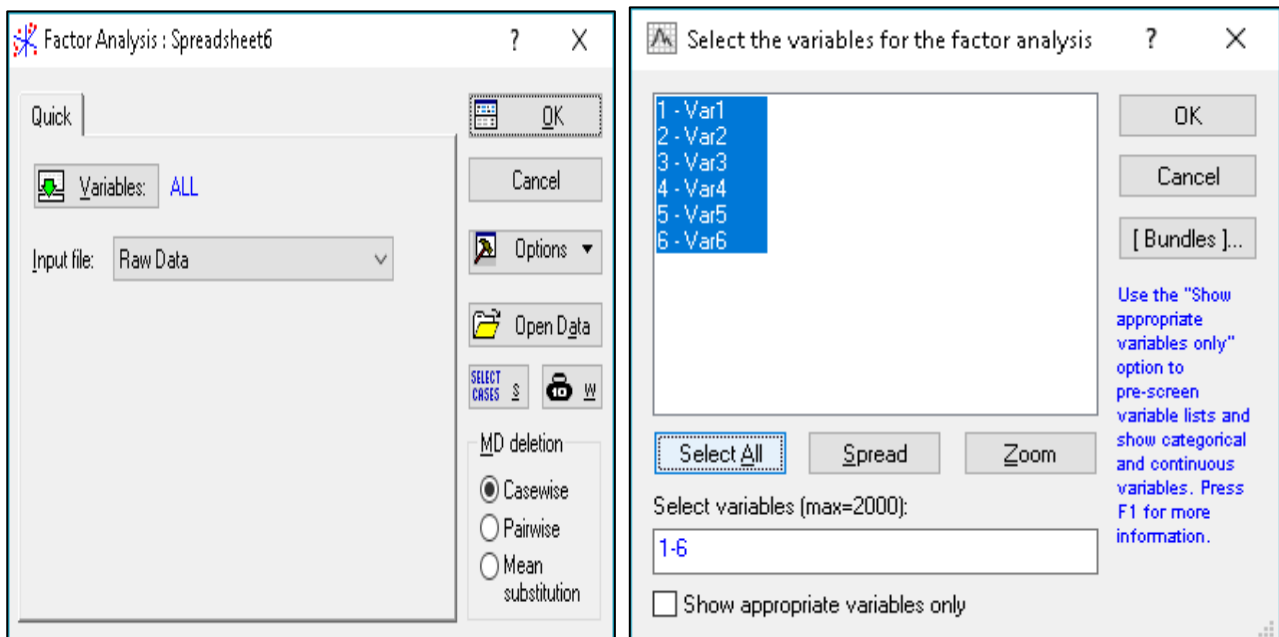 Factor Analysis : Spreadsheet6
?
X
Quick
Variables:
ALL
Input file:
Raw Data
OK
Cancel
Options
Open Data
SELECT
CASES
S
10
W
MD deletion
Casewise
Pairwise
Mean
substitution
Select the variables for the factor analysis
?
X
1 - Var1
2 - Var2
3 - Var3
4 - Var4
5 - Var5
6 - Var6
OK
Cancel
[ Bundles ]...
Use the "Show
appropriate
variables only"
option to
pre-screen
variable lists and
show categorical
and continuous
variables. Press
F1 for more
information.
Select All
Spread
Zoom
Select variables (max=2000):
1-6
Show appropriate variables only